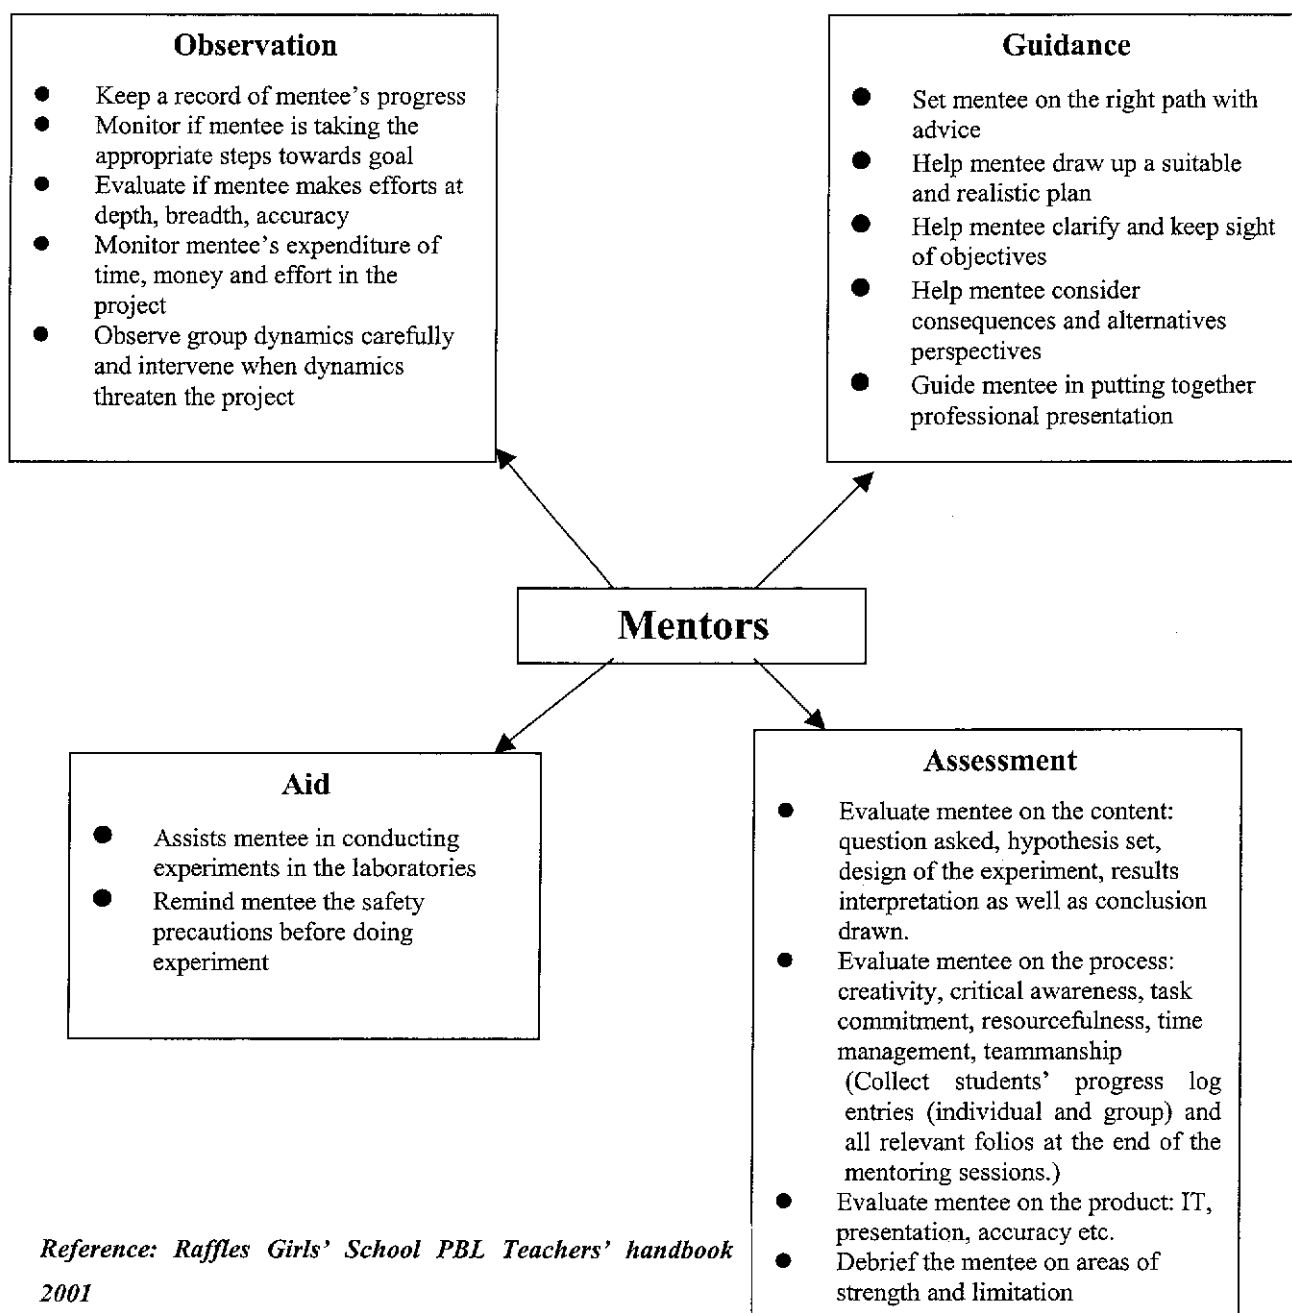 Observation
● Keep a record of mentee's progress
● Monitor if mentee is taking the
appropriate steps towards goal
● Evaluate if mentee makes efforts at
depth, breadth, accuracy
● Monitor mentee's expenditure of
time, money and effort in the
project
● Observe group dynamics carefully
and intervene when dynamics
threaten the project
Guidance
● Set mentee on the right path with
advice
● Help mentee draw up a suitable
and realistic plan
● Help mentee clarify and keep sight
of objectives
● Help mentee consider
consequences and alternatives
perspectives
● Guide mentee in putting together
professional presentation
Mentors
Aid
● Assists mentee in conducting
experiments in the laboratories
● Remind mentee the safety
precautions before doing
experiment
Assessment
● Evaluate mentee on the content:
question asked, hypothesis set,
design of the experiment, results
interpretation as well as conclusion
drawn.
● Evaluate mentee on the process:
creativity, critical awareness, task
commitment, resourcefulness, time
management, teammanship
(Collect students' progress log
entries (individual and group) and
all relevant folios at the end of the
mentoring sessions.)
● Evaluate mentee on the product: IT,
presentation, accuracy etc.
● Debrief the mentee on areas of
strength and limitation
Reference: Raffles Girls' School PBL Teachers' handbook
2001